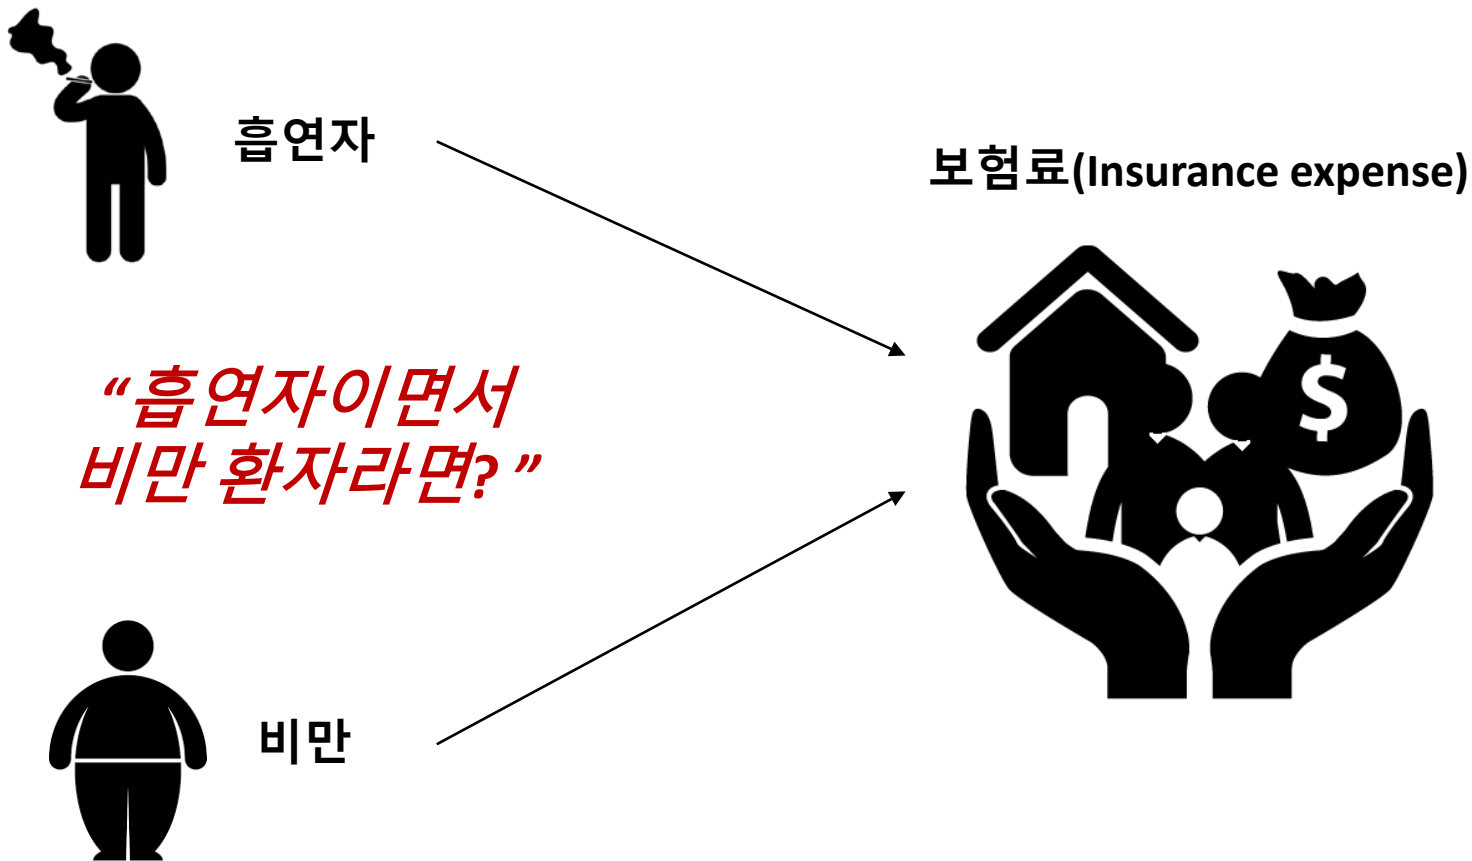 흡연자
보험료(Insurance expense)
“흡연자이면서
비만 환자라면? ”
$
비만